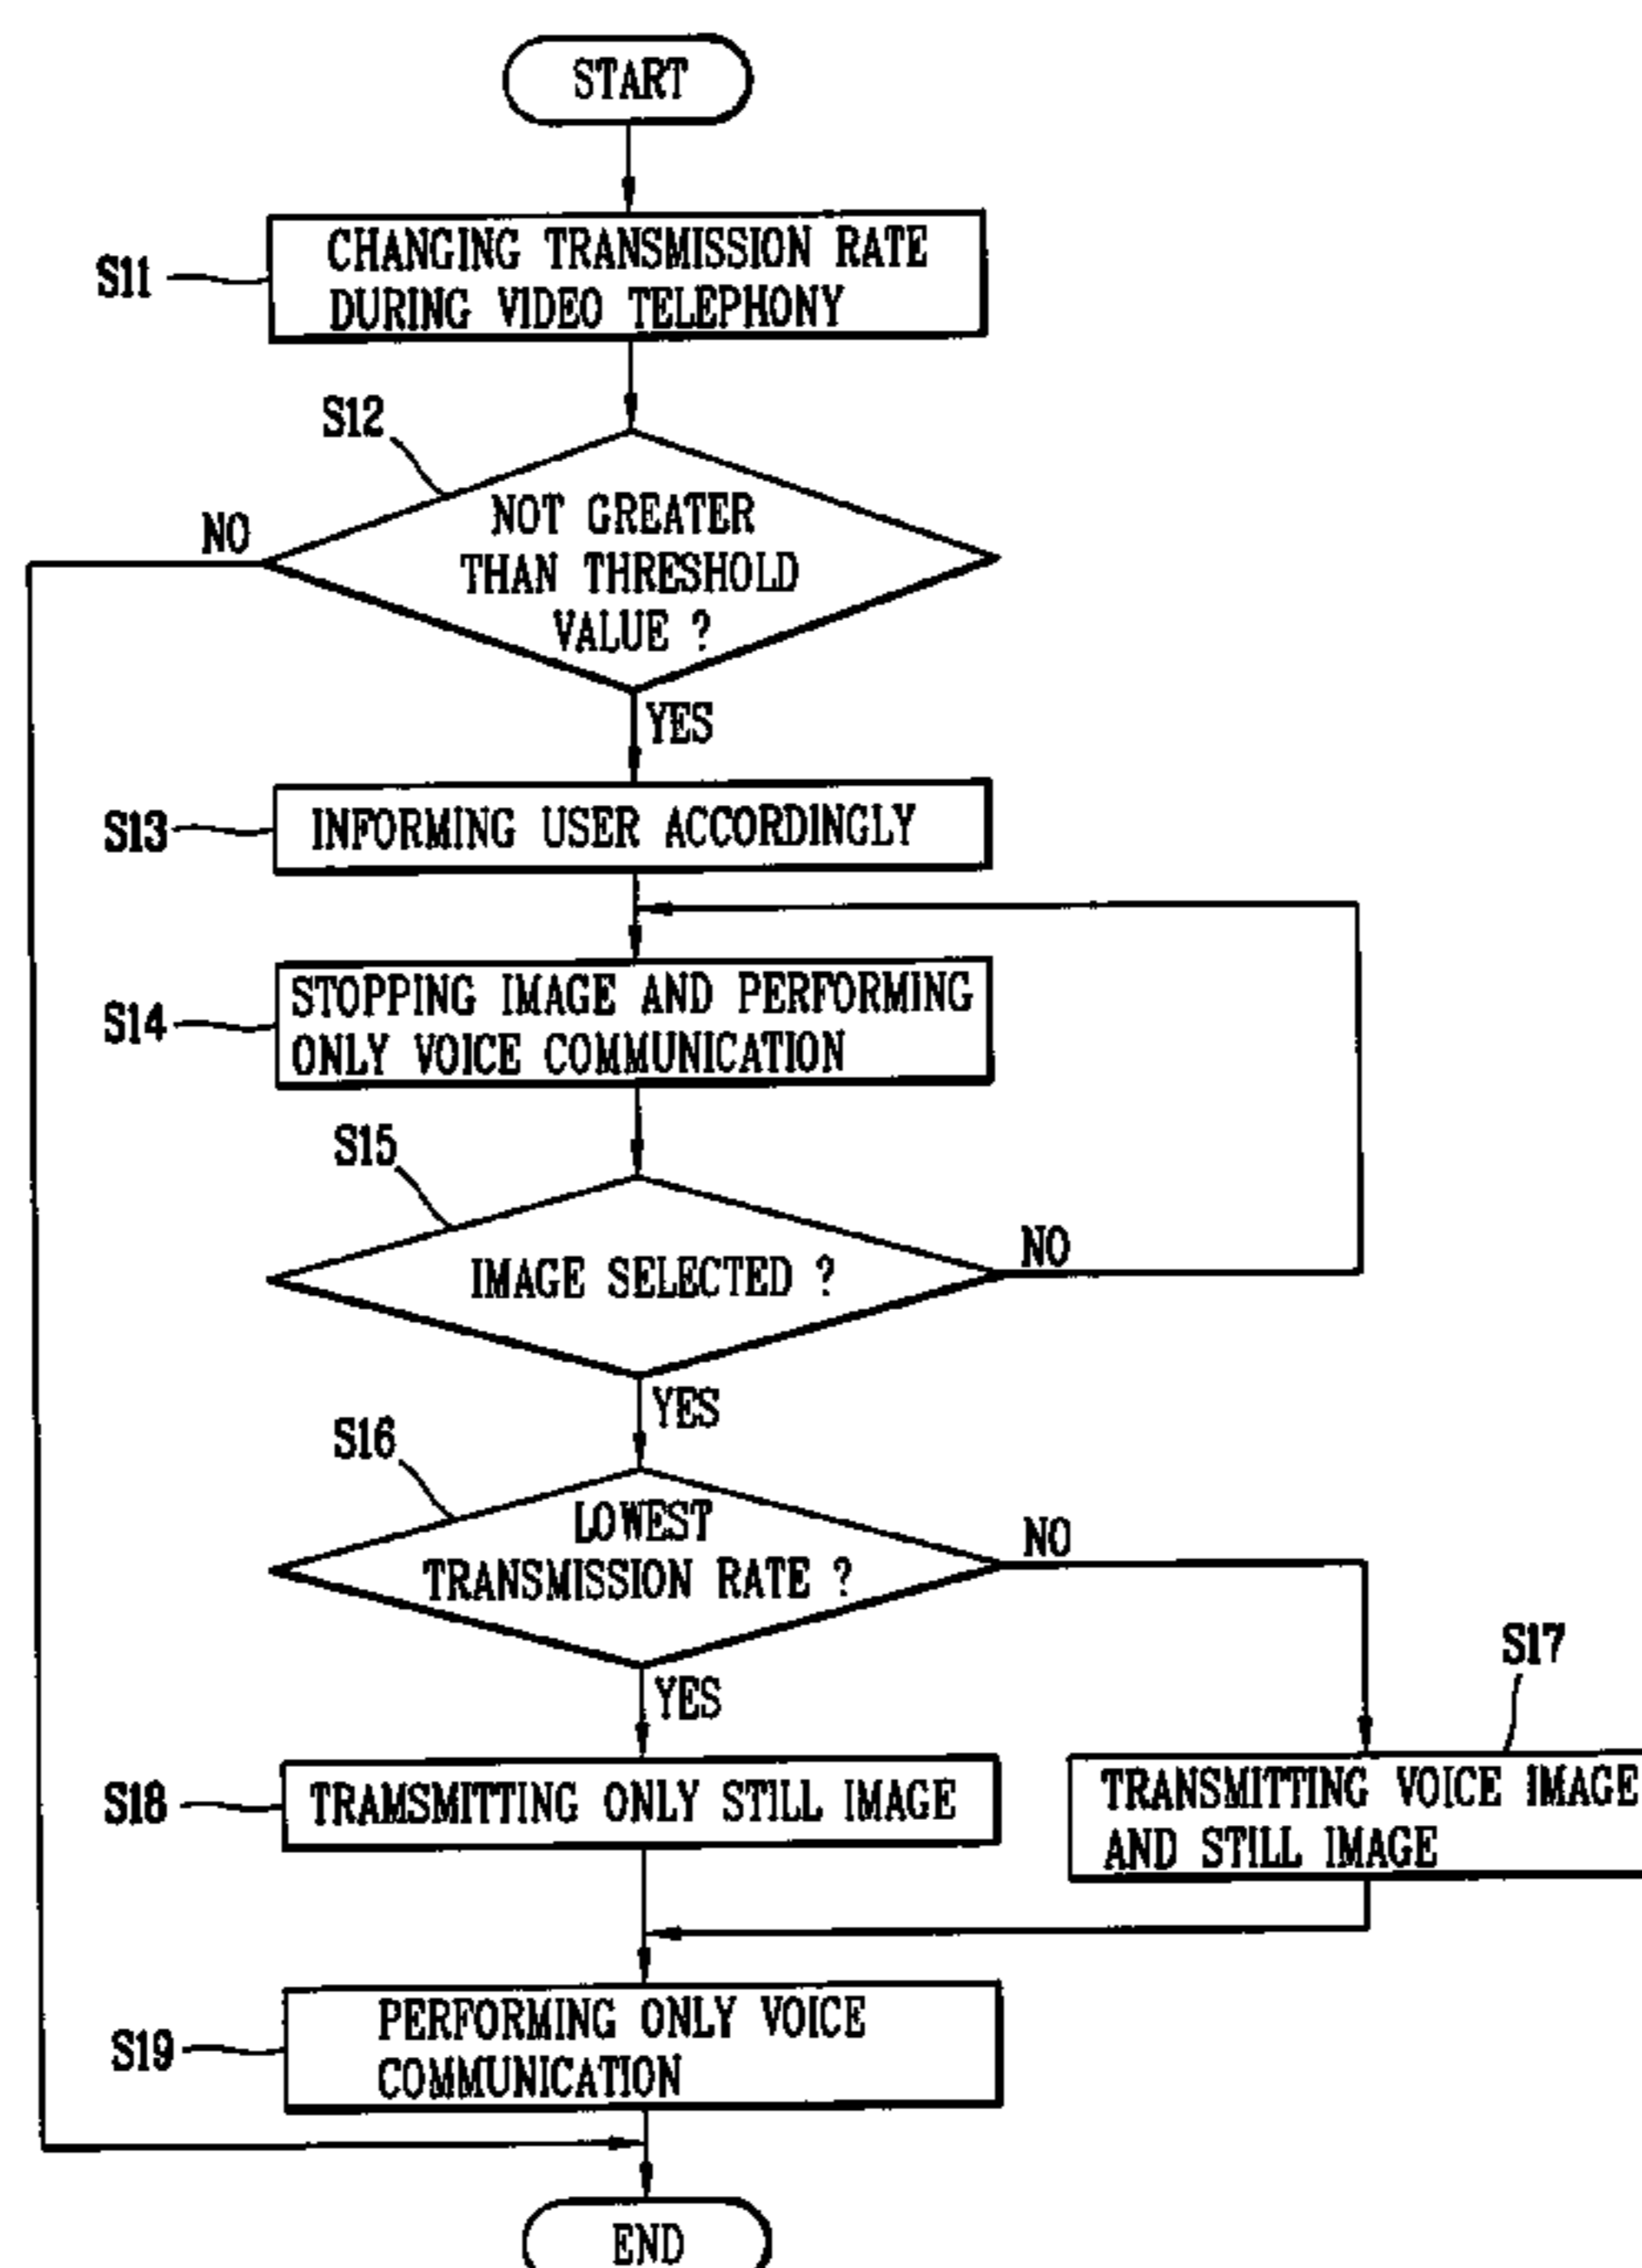 START
S11
CHANGING TRANSMISSION RATE
DURING VIDEO TELEPHONY
S12
NO
NOT GREATER
THAN THRESHOLD
VALUE ?
YES
S13
INFORMING USER ACCORDINGLY
S14
STOPPING IMAGE AND PERFORMING
ONLY VOICE COMMUNICATION
S15
IMAGE SELECTED ?
NO
YES
S16
LOWEST
TRANSMISSION RATE ?
NO
YES
S17
TRANSMITTING VOICE IMAGE
AND STILL IMAGE
S18
TRAMSMITTING ONLY STILL IMAGE
S19
PERFORMING ONLY VOICE
COMMUNICATION
END